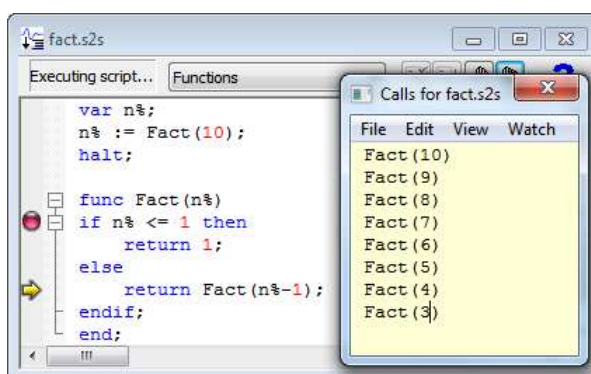 fact.s2s
Executing script...
Functions
var n%;
n% := Fact(10);
halt;
func Fact(n%)
if n% <= 1 then
return 1;
else
return Fact(n%-1);
endif;
end;
Calls for fact.s2s
File Edit View Watch
Fact(10)
Fact(9)
Fact(8)
Fact(7)
Fact(6)
Fact(5)
Fact(4)
Fact(3)